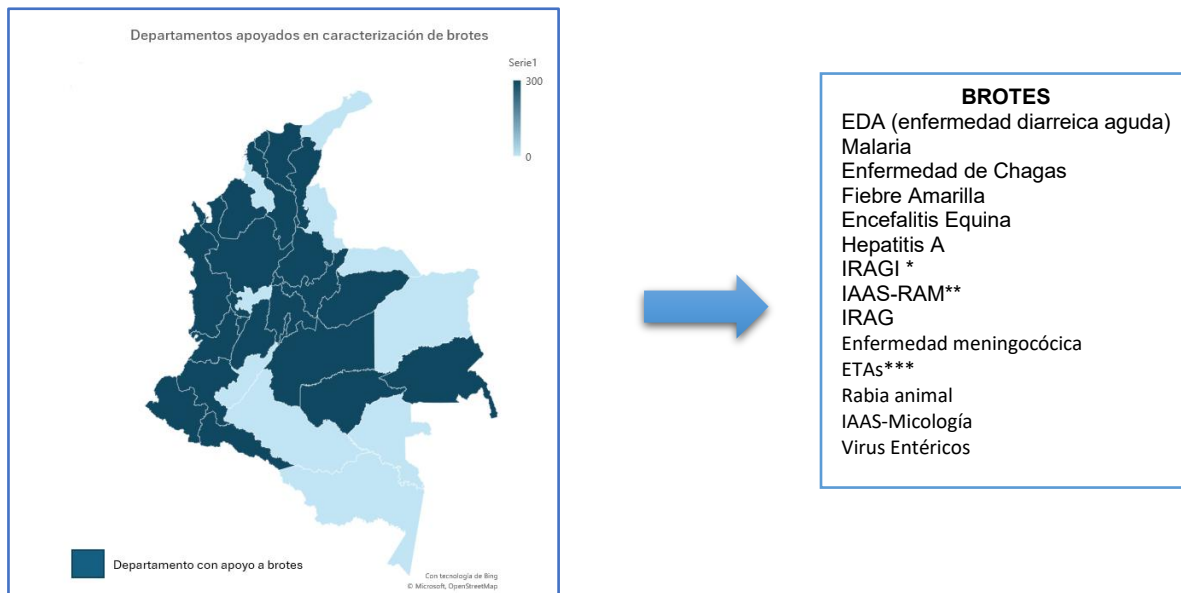 Departamentos apoyados en caracterización de brotes
Serie1
300
0
Departamento con apoyo a brotes
Con tecnología de Bing
© Microsoft, OpenStreetMap
BROTES
EDA (enfermedad diarreica aguda)
Malaria
Enfermedad de Chagas
Fiebre Amarilla
Encefalitis Equina
Hepatitis A
IRAGI *
IAAS-RAM**
IRAG
Enfermedad meningocócica
ETAs***
Rabia animal
IAAS-Micología
Virus Entéricos